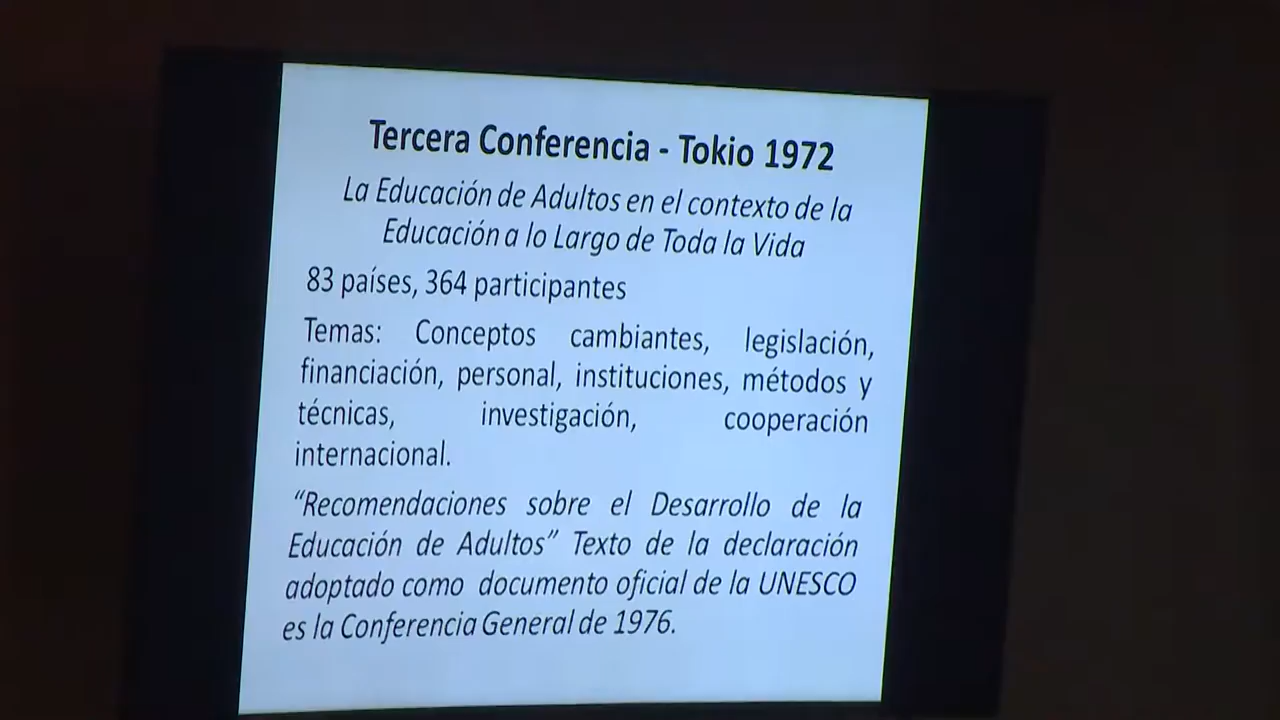 Tercera Conferencia - Tokio 1972
La Educación de Adultos en el contexto de la
Educación a lo Largo de Toda la Vida
83 países, 364 participantes
Temas: Conceptos cambiantes, legislación,
financiación, personal, instituciones, métodos y
técnicas, investigación, cooperación
internacional.
“Recomendaciones sobre el Desarrollo de la
Educación de Adultos” Texto de la declaración
adoptado como documento oficial de la UNESCO
es la Conferencia General de 1976.